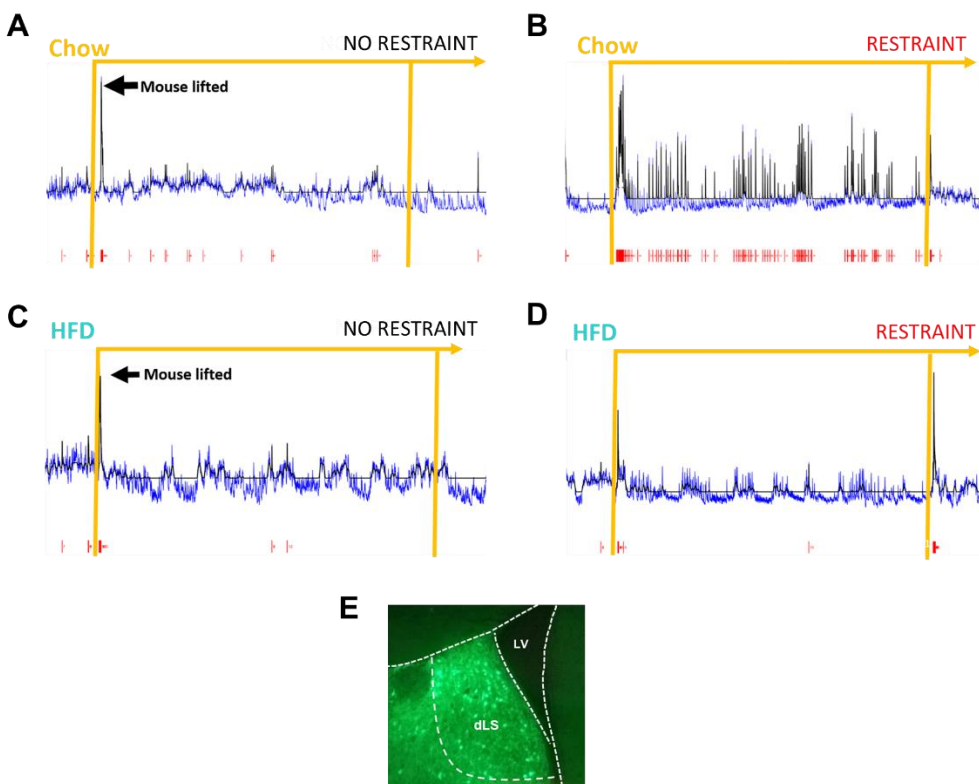 A
Chow
NO RESTRAINT
Mouse lifted
B
Chow
RESTRAINT
C
HFD
NO RESTRAINT
Mouse lifted
D
HFD
RESTRAINT
E
LV
dLS